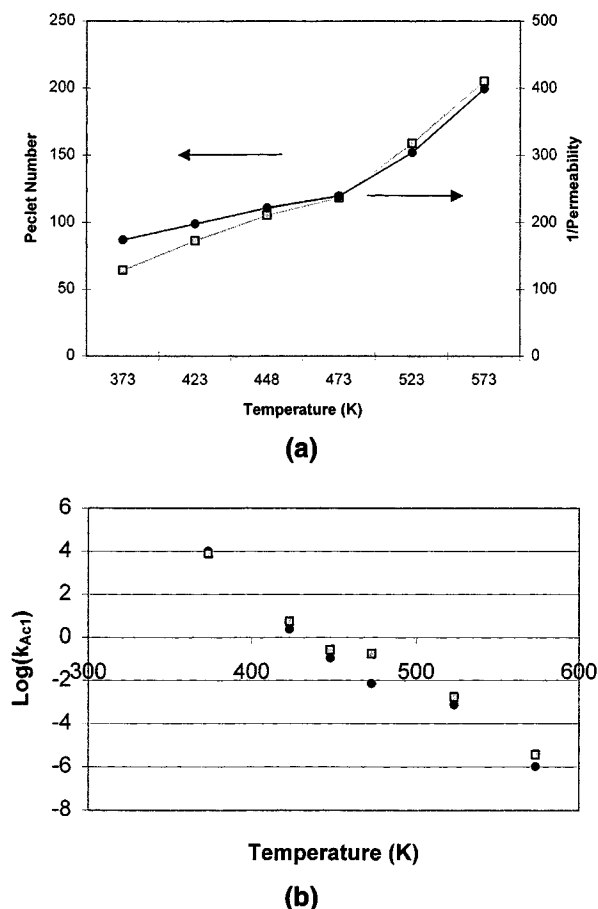 250
200
150
100
50
0
Peclet Number
500
400
300
200
100
0
1/Permeability
373 423 448 473 523 573
Temperature (K)
(a)
6
4
2
0
-2
-4
-6
-8
Log(kAc1)
300 400 500 600
Temperature (K)
(b)